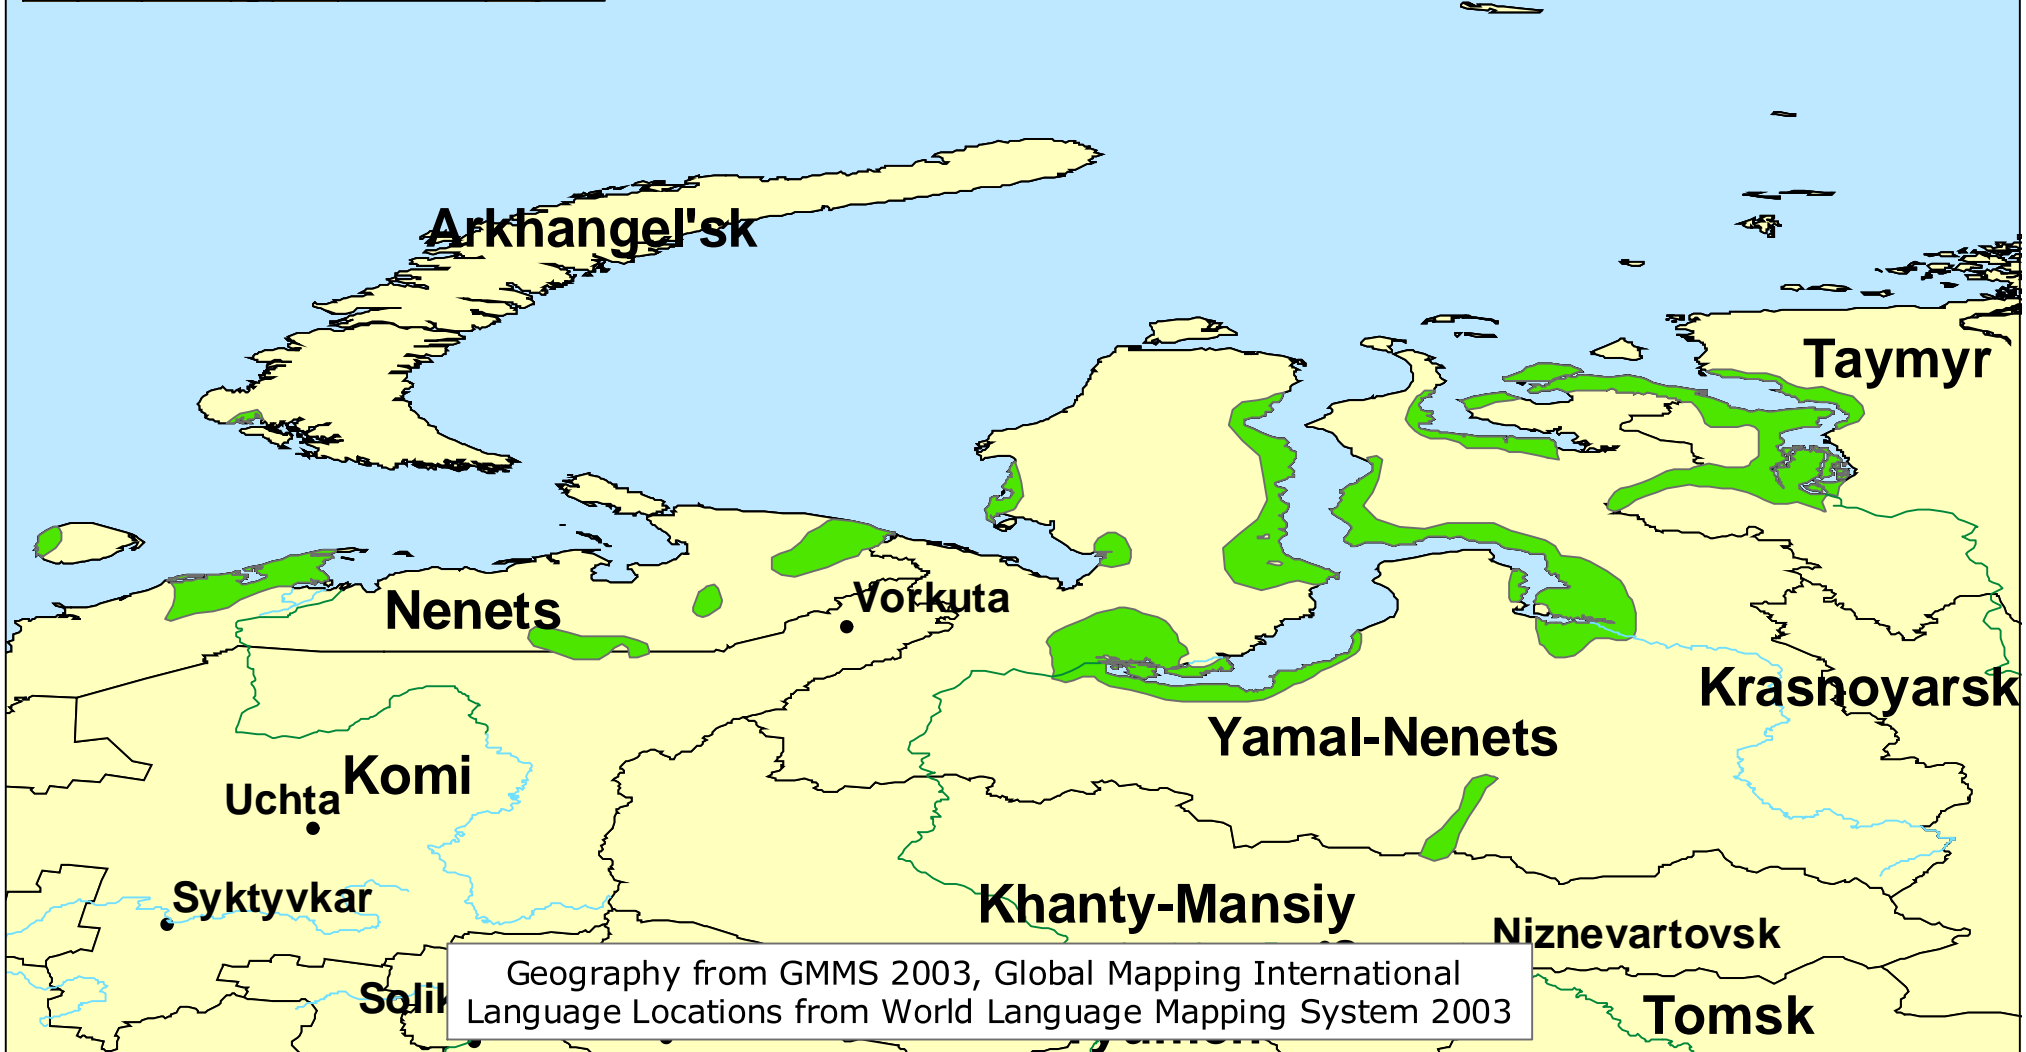 Arkhangel'sk
Taymyr
Nenets
Vorkuta
Krasnoyarsk
Yamal-Nenets
Komi
Uchta
Syktyvkar
Khanty-Mansiy
Niznevartovsk
Geography from GMMS 2003, Global Mapping International
Language Locations from World Language Mapping System 2003
Tomsk